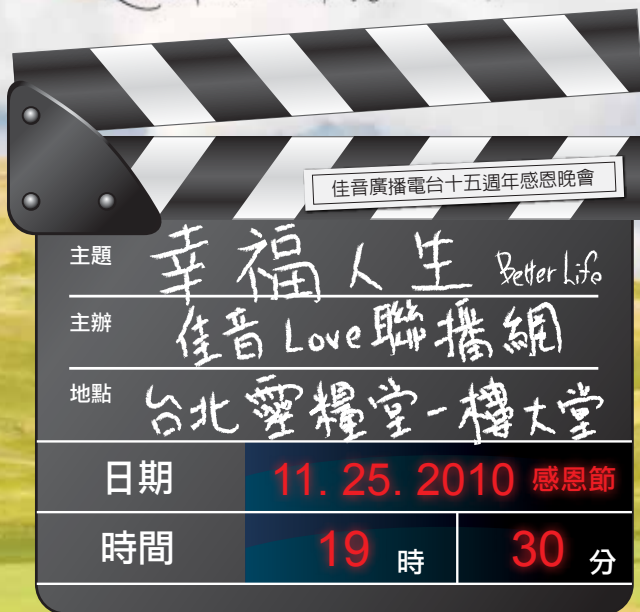 佳音廣播電台十五週年感恩晚會
主題 幸福人生 Better Life
主辦 佳音 Love 聯播網
地點 台北靈糧堂-樓大堂
日期 11. 25. 2010 感恩節
時間 19 時 30 分